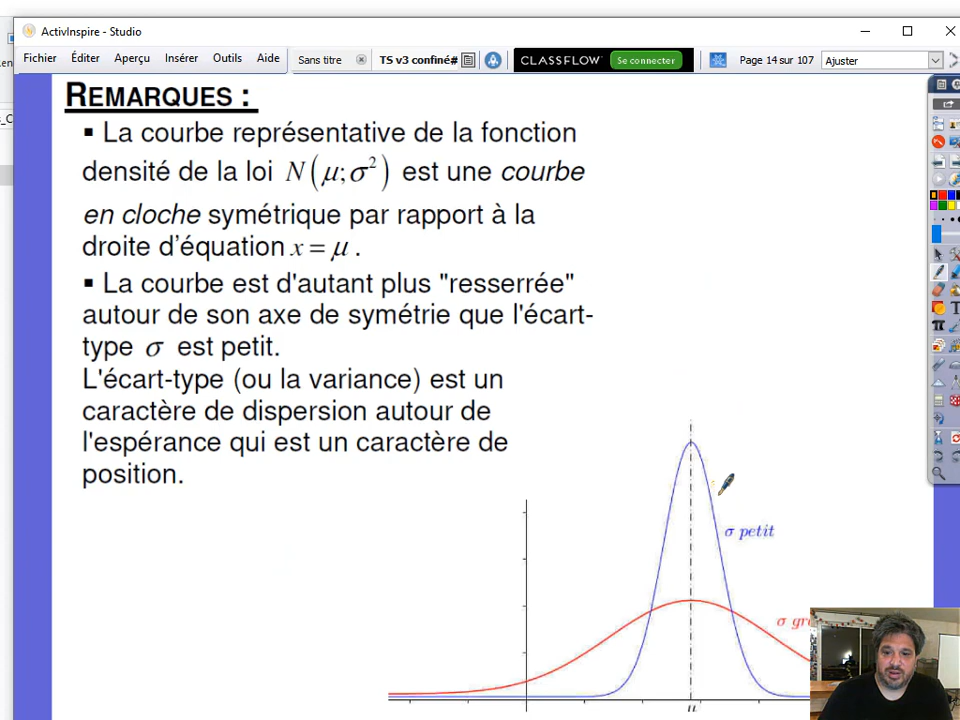 ActivInspire - Studio
Fichier Éditer Aperçu Insérer Outils Aide Sans titre TS v3 confiné# CLASSFLOW Se connecter Page 14 sur 107 Ajuster
REMARQUES :
▪ La courbe représentative de la fonction
densité de la loi N(μ;σ²) est une courbe
en cloche symétrique par rapport à la
droite d'équation x = μ .
▪ La courbe est d'autant plus "resserrée"
autour de son axe de symétrie que l'écart-
type σ est petit.
L'écart-type (ou la variance) est un
caractère de dispersion autour de
l'espérance qui est un caractère de
position.
σ petit
σ gr
μ